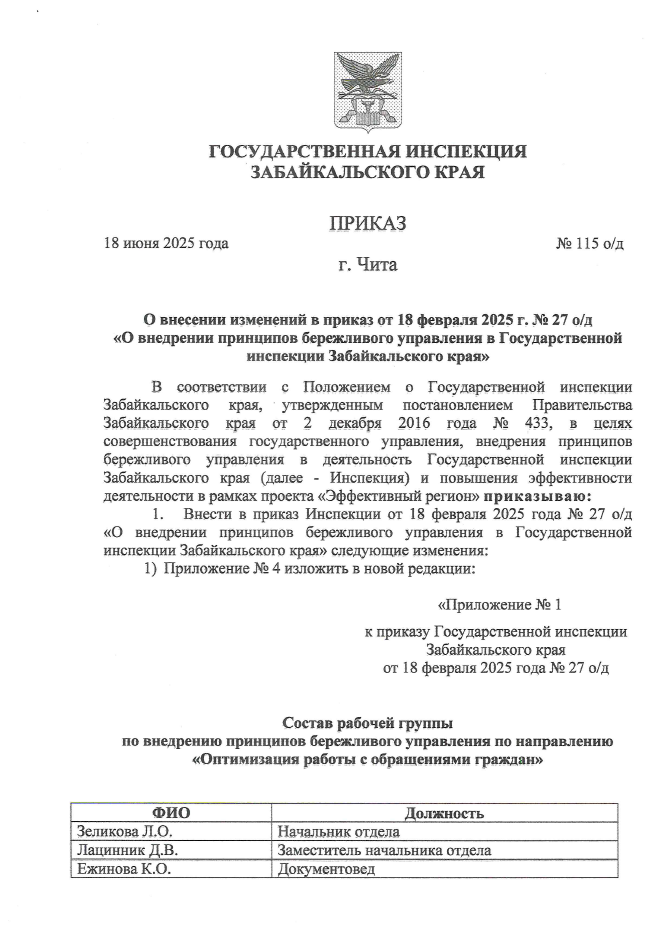 ГОСУДАРСТВЕННАЯ ИНСПЕКЦИЯ
ЗАБАЙКАЛЬСКОГО КРАЯ
ПРИКАЗ
18 июня 2025 года № 115 о/д
г. Чита
О внесении изменений в приказ от 18 февраля 2025 г. № 27 о/д
«О внедрении принципов бережливого управления в Государственной
инспекции Забайкальского края»
В соответствии с Положением о Государственной инспекции
Забайкальского края, утвержденным постановлением Правительства
Забайкальского края от 2 декабря 2016 года № 433, в целях
совершенствования государственного управления, внедрения принципов
бережливого управления в деятельность Государственной инспекции
Забайкальского края (далее - Инспекция) и повышения эффективности
деятельности в рамках проекта «Эффективный регион» приказываю:
1. Внести в приказ Инспекции от 18 февраля 2025 года № 27 о/д
«О внедрении принципов бережливого управления в Государственной
инспекции Забайкальского края» следующие изменения:
1) Приложение № 4 изложить в новой редакции:
«Приложение № 1
к приказу Государственной инспекции
Забайкальского края
от 18 февраля 2025 года № 27 о/д
Состав рабочей группы
по внедрению принципов бережливого управления по направлению
«Оптимизация работы с обращениями граждан»
ФИО Должность
Зеликова Л.О. Начальник отдела
Лацинник Д.В. Заместитель начальника отдела
Ежинова К.О. Документовед